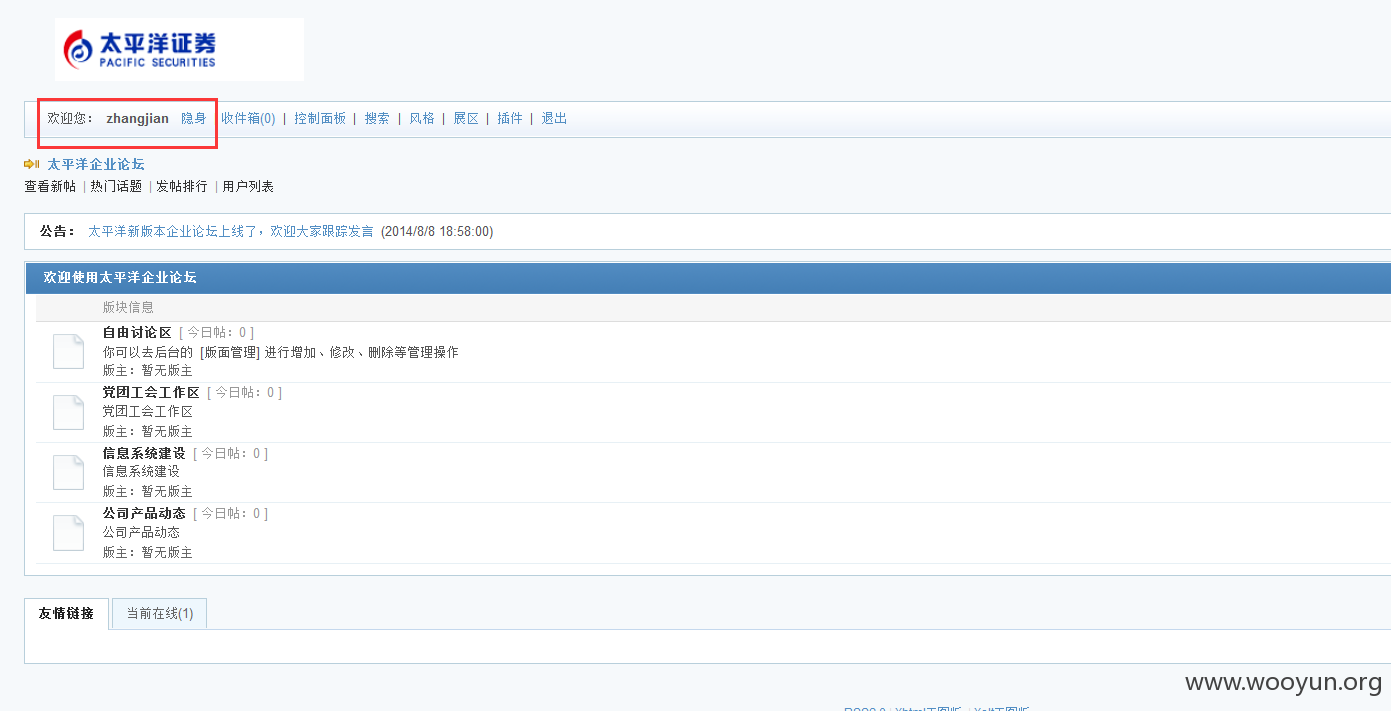 太平洋证券
PACIFIC SECURITIES
欢迎您： zhangjian 隐身 收件箱(0) | 控制面板 | 搜索 | 风格 | 展区 | 插件 | 退出
太平洋企业论坛
查看新帖 | 热门话题 | 发帖排行 | 用户列表
公告： 太平洋新版本企业论坛上线了，欢迎大家跟踪发言 (2014/8/8 18:58:00)
欢迎使用太平洋企业论坛
版块信息
自由讨论区 [ 今日帖：0 ]
你可以去后台的 [版面管理] 进行增加、修改、删除等管理操作
版主：暂无版主
党团工会工作区 [ 今日帖：0 ]
党团工会工作区
版主：暂无版主
信息系统建设 [ 今日帖：0 ]
信息系统建设
版主：暂无版主
公司产品动态 [ 今日帖：0 ]
公司产品动态
版主：暂无版主
友情链接 当前在线(1)
www.wooyun.org